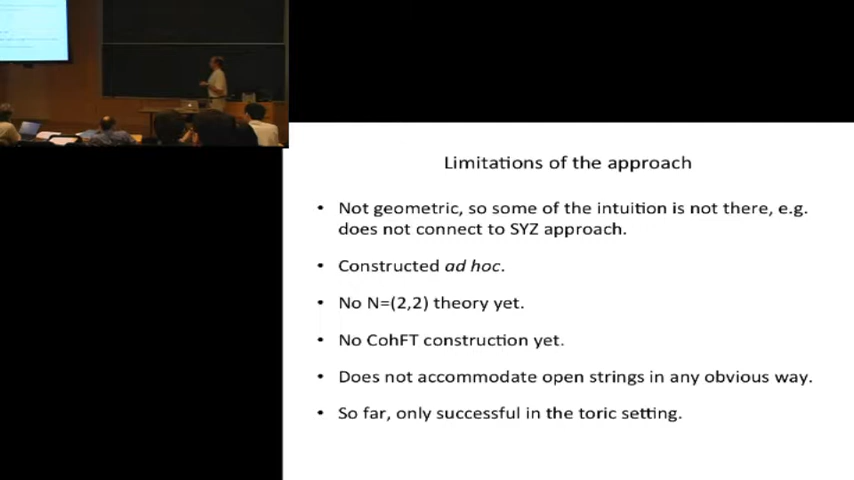 Limitations of the approach
• Not geometric, so some of the intuition is not there, e.g.
does not connect to SYZ approach.
• Constructed ad hoc.
• No N=(2,2) theory yet.
• No CohFT construction yet.
• Does not accommodate open strings in any obvious way.
• So far, only successful in the toric setting.